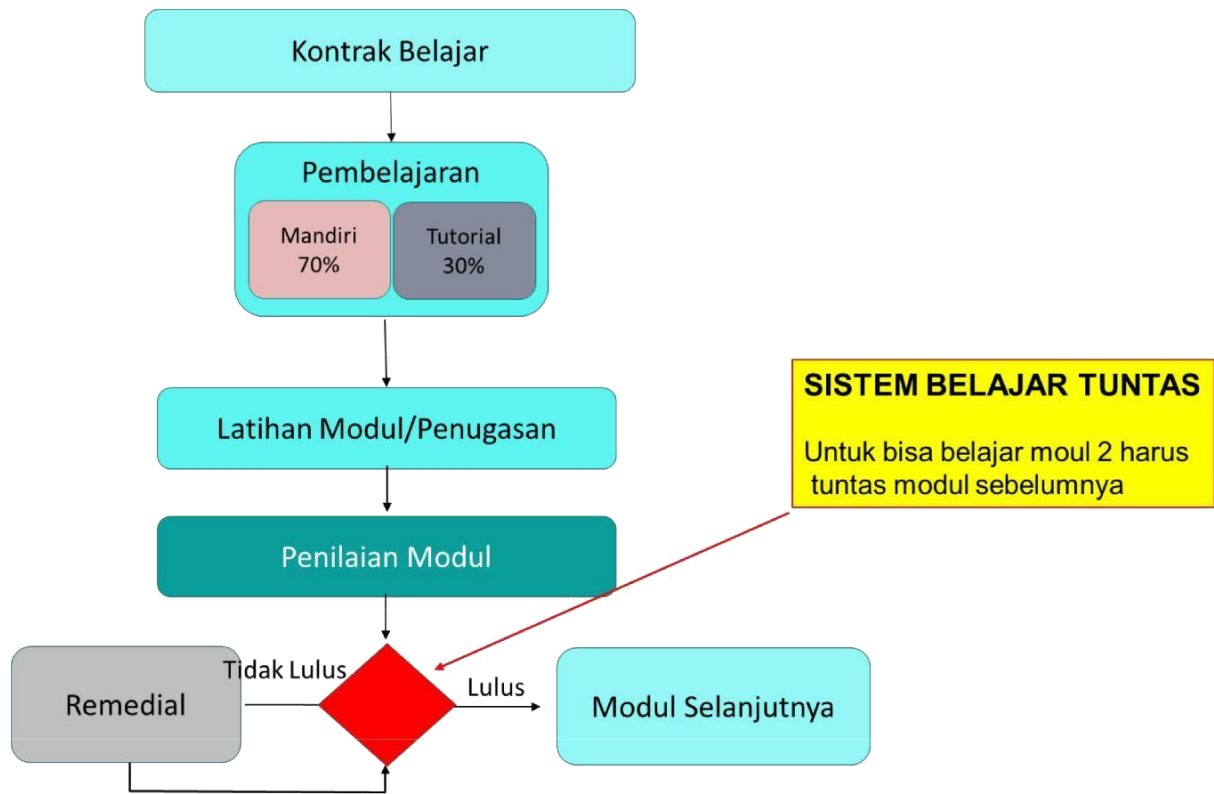 Kontrak Belajar
Pembelajaran
Mandiri
70%
Tutorial
30%
Latihan Modul/Penugasan
SISTEM BELAJAR TUNTAS
Untuk bisa belajar moul 2 harus
tuntas modul sebelumnya
Penilaian Modul
Remedial
Tidak Lulus
Lulus
Modul Selanjutnya